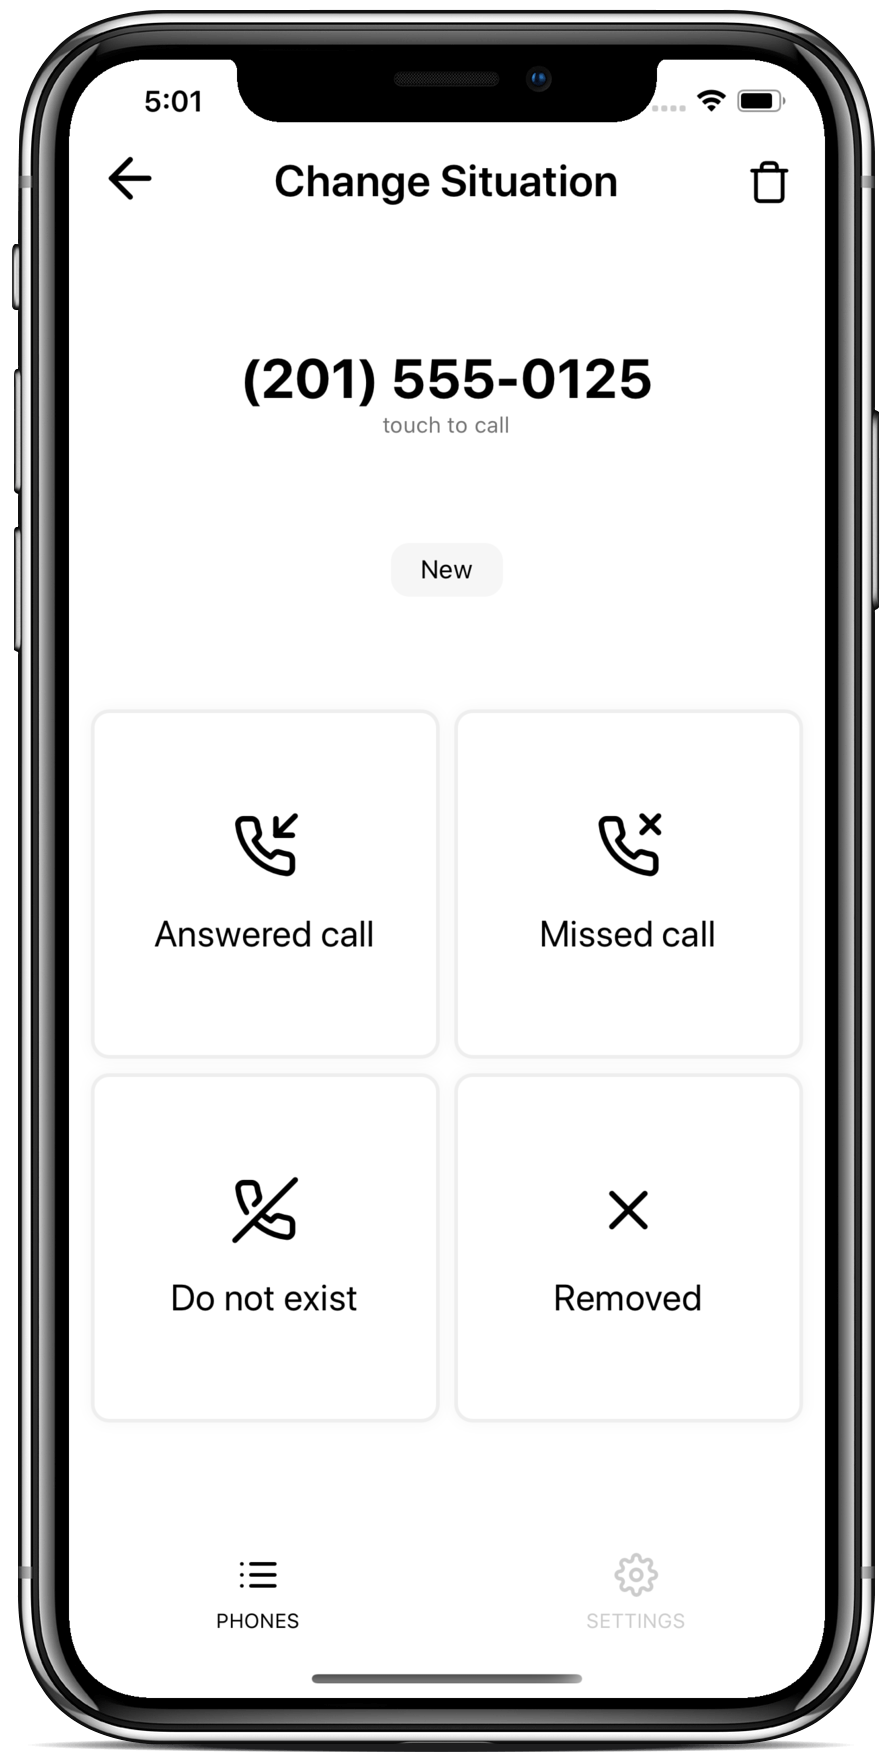 5:01
Change Situation
(201) 555-0125
touch to call
New
Answered call
Missed call
Do not exist
Removed
PHONES
SETTINGS